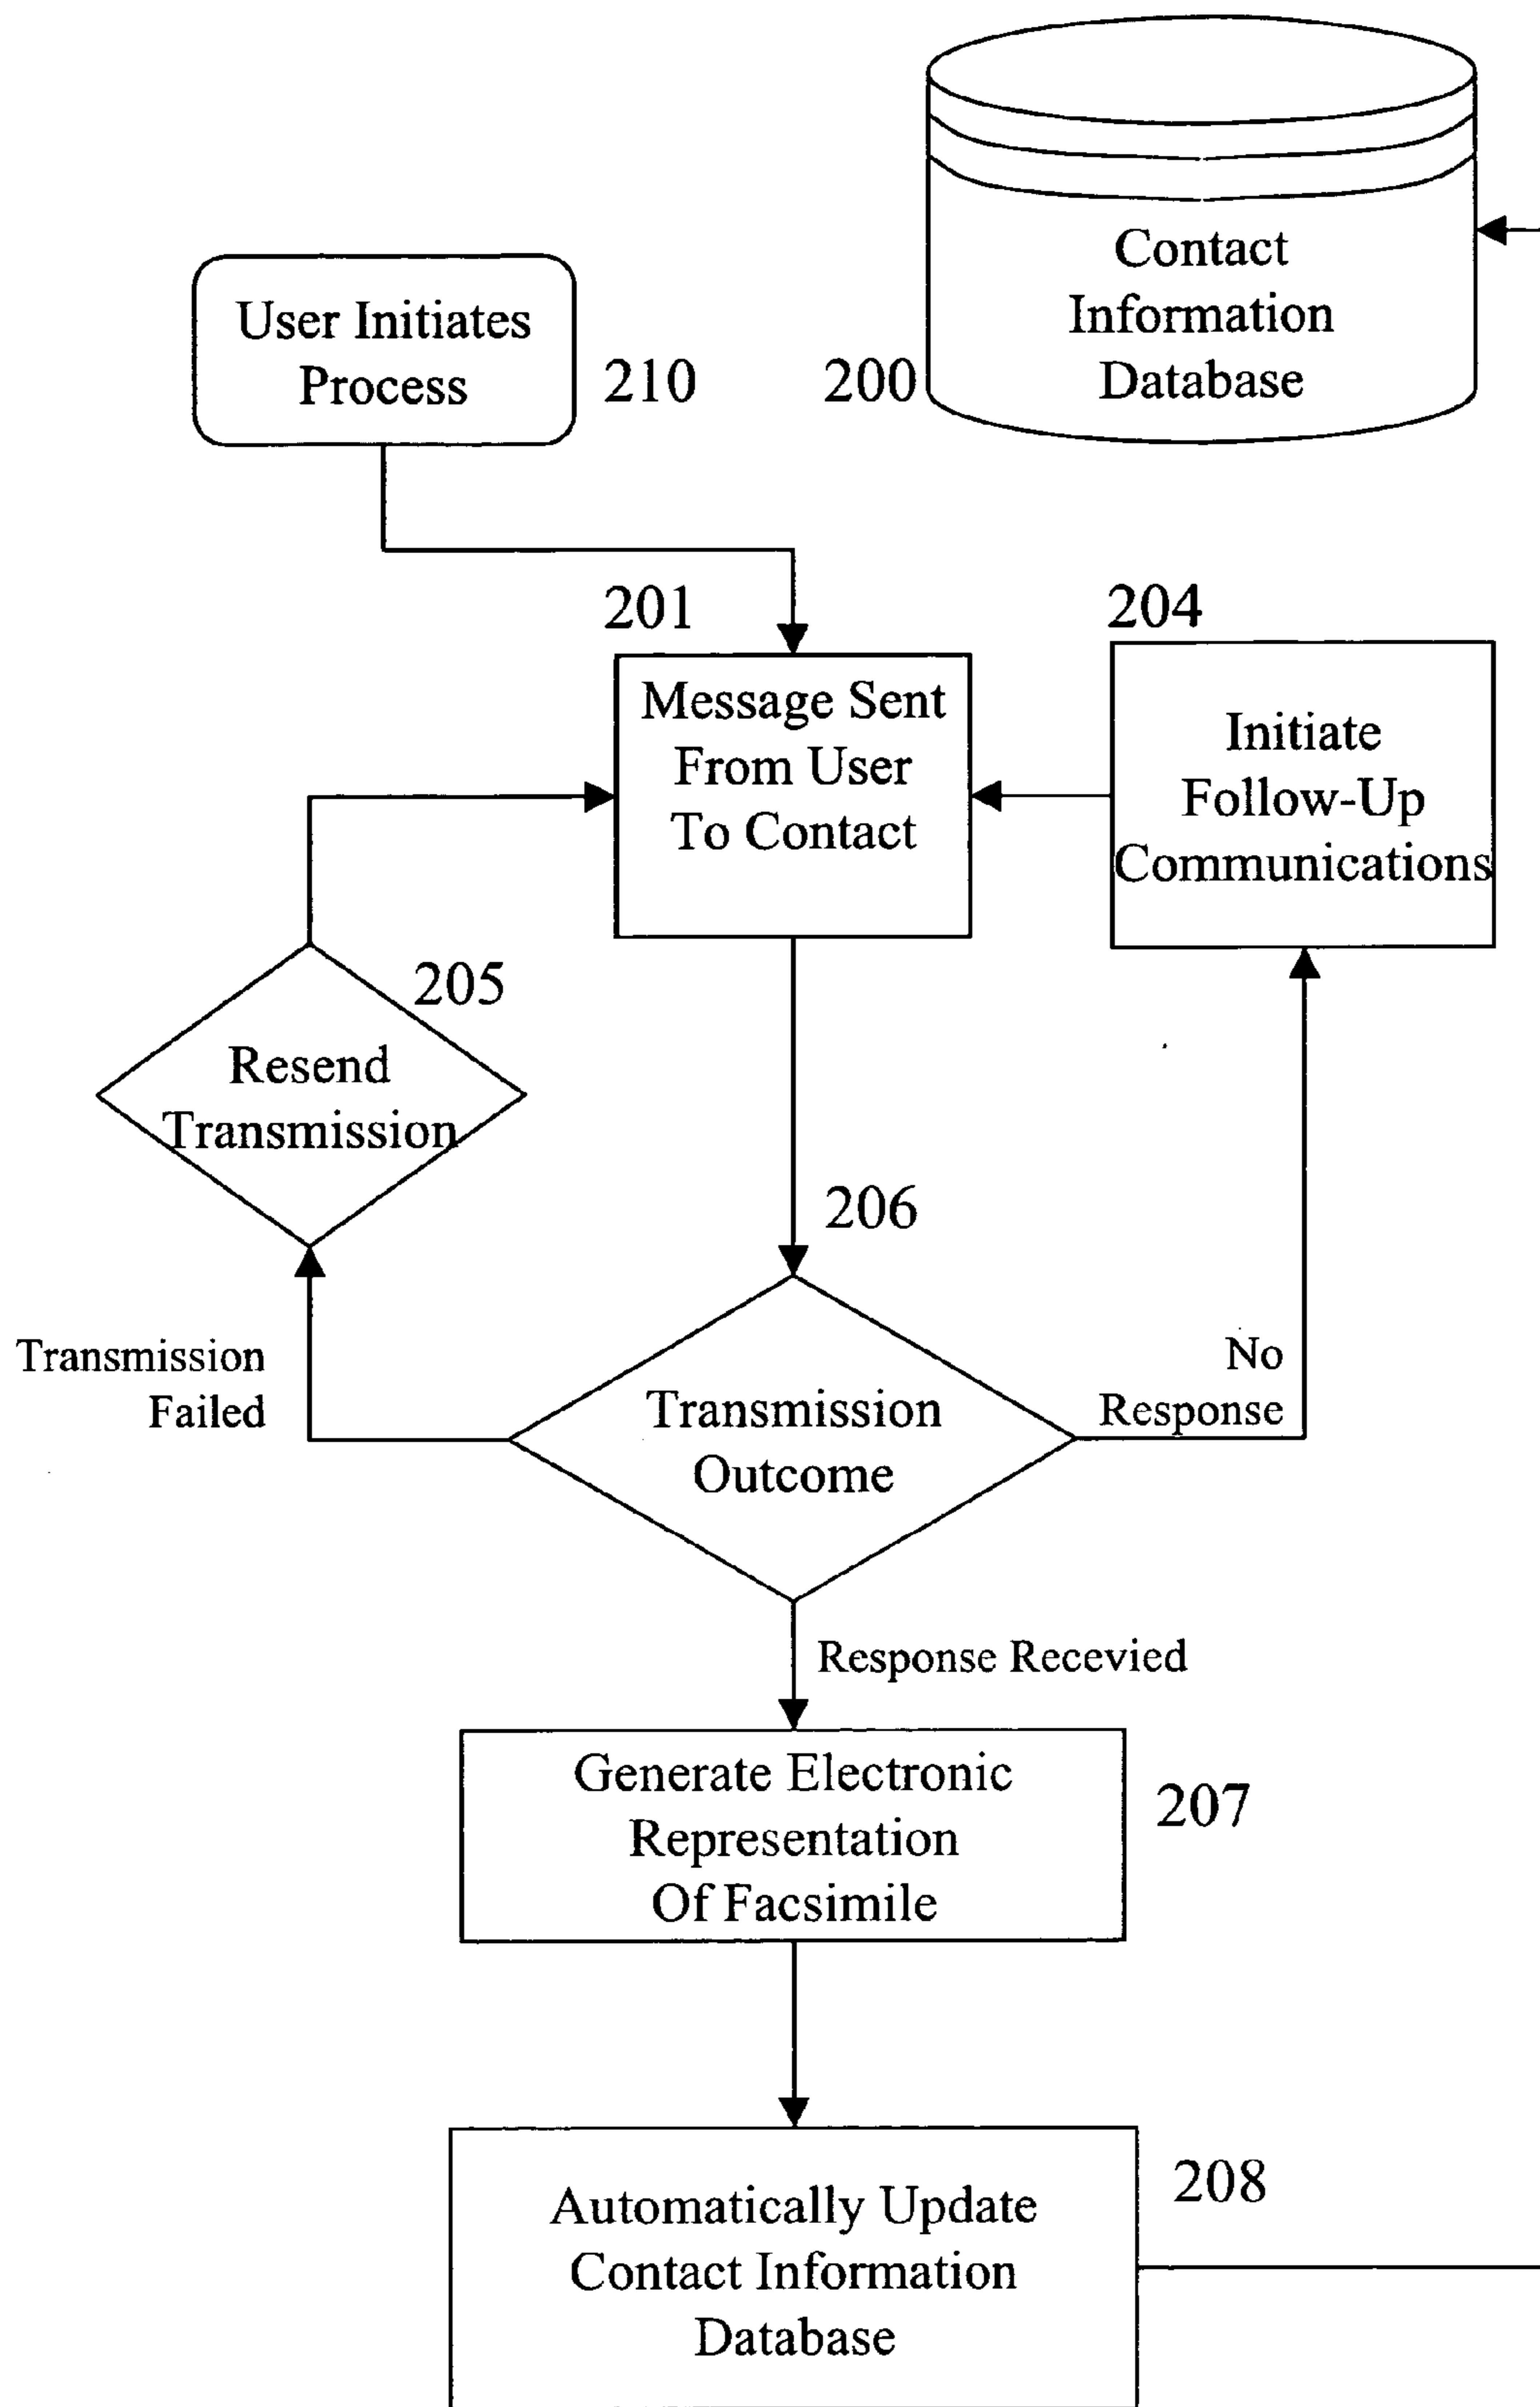 Contact
Information
Database
200
User Initiates
Process
210
201
Message Sent
From User
To Contact
204
Initiate
Follow-Up
Communications
205
Resend
Transmission
206
Transmission
Failed
Transmission
Outcome
No
Response
Response Recevied
Generate Electronic
Representation
Of Facsimile
207
208
Automatically Update
Contact Information
Database